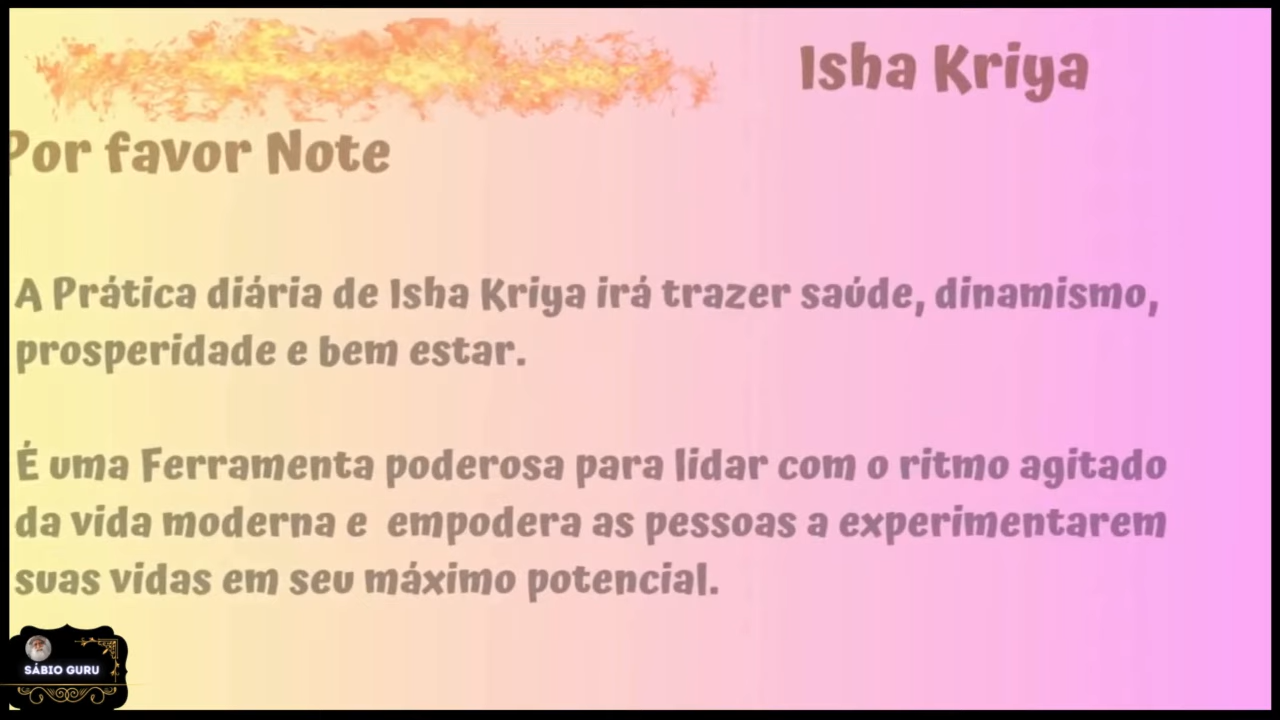 Isha Kriya
Por favor Note
A Prática diária de Isha Kriya irá trazer saúde, dinamismo,
prosperidade e bem estar.
É uma Ferramenta poderosa para lidar com o ritmo agitado
da vida moderna e empodera as pessoas a experimentarem
suas vidas em seu máximo potencial.
SÁBIO GURU